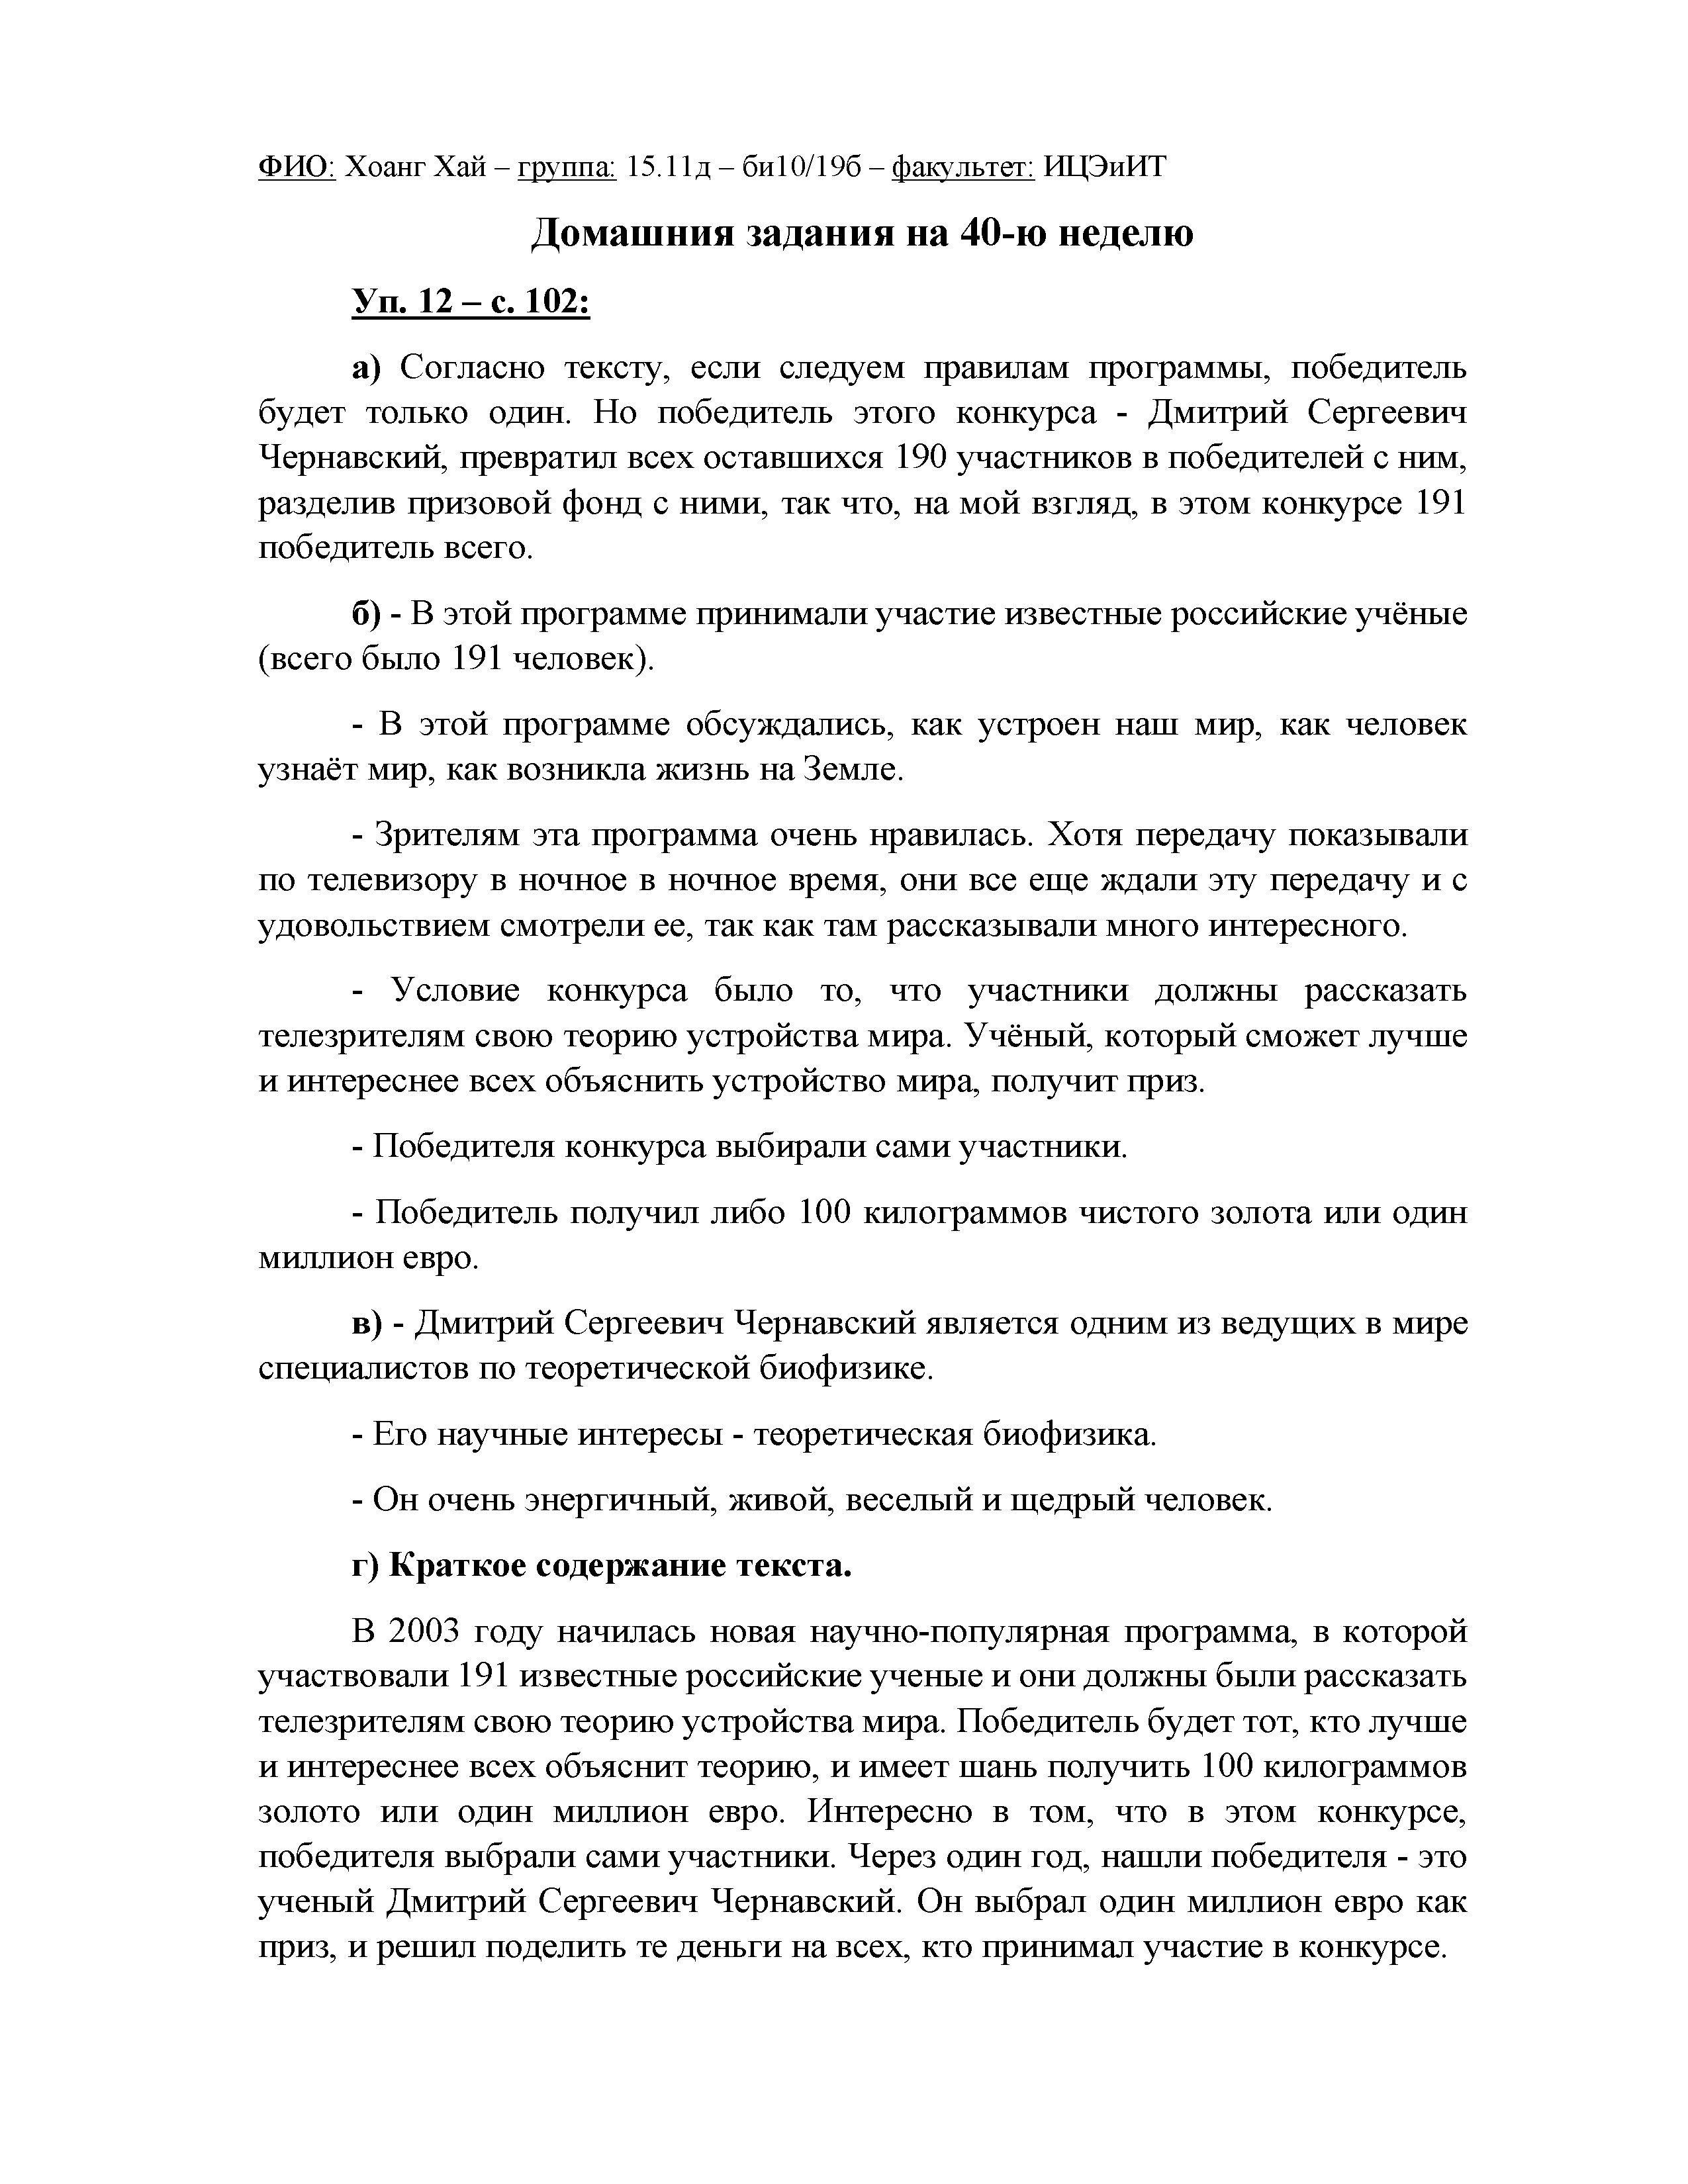 ФИО: Хоанг Хай – группа: 15.11д – би10/19б – факультет: ИЦЭиИТ
Домашния задания на 40-ю неделю
Уп. 12 – с. 102:
а) Согласно тексту, если следуем правилам программы, победитель
будет только один. Но победитель этого конкурса - Дмитрий Сергеевич
Чернавский, превратил всех оставшихся 190 участников в победителей с ним,
разделив призовой фонд с ними, так что, на мой взгляд, в этом конкурсе 191
победитель всего.
б) - В этой программе принимали участие известные российские учёные
(всего было 191 человек).
- В этой программе обсуждались, как устроен наш мир, как человек
узнаёт мир, как возникла жизнь на Земле.
- Зрителям эта программа очень нравилась. Хотя передачу показывали
по телевизору в ночное в ночное время, они все еще ждали эту передачу и с
удовольствием смотрели ее, так как там рассказывали много интересного.
- Условие конкурса было то, что участники должны рассказать
телезрителям свою теорию устройства мира. Учёный, который сможет лучше
и интереснее всех объяснить устройство мира, получит приз.
- Победителя конкурса выбирали сами участники.
- Победитель получил либо 100 килограммов чистого золота или один
миллион евро.
в) - Дмитрий Сергеевич Чернавский является одним из ведущих в мире
специалистов по теоретической биофизике.
- Его научные интересы - теоретическая биофизика.
- Он очень энергичный, живой, веселый и щедрый человек.
г) Краткое содержание текста.
В 2003 году начилась новая научно-популярная программа, в которой
участвовали 191 известные российские ученые и они должны были рассказать
телезрителям свою теорию устройства мира. Победитель будет тот, кто лучше
и интереснее всех объяснит теорию, и имеет шань получить 100 килограммов
золото или один миллион евро. Интересно в том, что в этом конкурсе,
победителя выбрали сами участники. Через один год, нашли победителя - это
ученый Дмитрий Сергеевич Чернавский. Он выбрал один миллион евро как
приз, и решил поделить те деньги на всех, кто принимал участие в конкурсе.